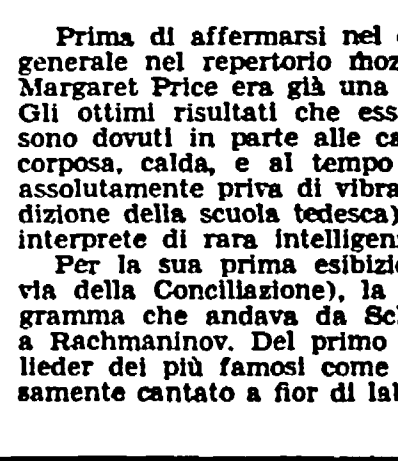 Prima di affermarsi nel
generale nel repertorio moz
Margaret Price era già una
Gli ottimi risultati che ess
sono dovuti in parte alle ca
corposa, calda, e al tempo
assolutamente priva di vibra
dizione della scuola tedesca)
interprete di rara intelligen
Per la sua prima esibizi
via della Conciliazione), la
gramma che andava da Sc
a Rachmaninov. Del primo
lieder dei più famosi come
samente cantato a fior di la